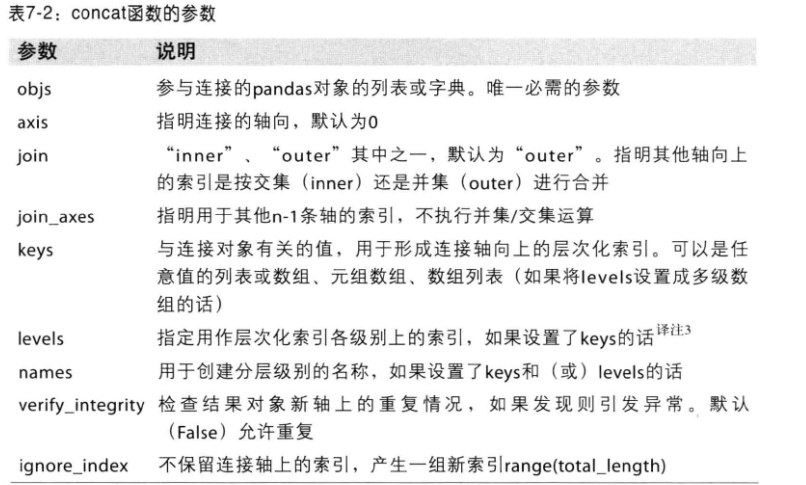 表7-2：concat函数的参数
参数 说明
objs 参与连接的pandas对象的列表或字典。唯一必需的参数
axis 指明连接的轴向，默认为0
join “inner”、“outer”其中之一，默认为“outer”。指明其他轴向上
的索引是按交集（inner）还是并集（outer）进行合并
join_axes 指明用于其他n-1条轴的索引，不执行并集/交集运算
keys 与连接对象有关的值，用于形成连接轴向上的层次化索引。可以是任
意值的列表或数组、元组数组、数组列表（如果将levels设置成多级数
组的话）
levels 指定用作层次化索引各级别上的索引，如果设置了keys的话译注3
names 用于创建分层级别的名称，如果设置了keys和（或）levels的话
verify_integrity 检查结果对象新轴上的重复情况，如果发现则引发异常。默认
（False）允许重复
ignore_index 不保留连接轴上的索引，产生一组新索引range(total_length)